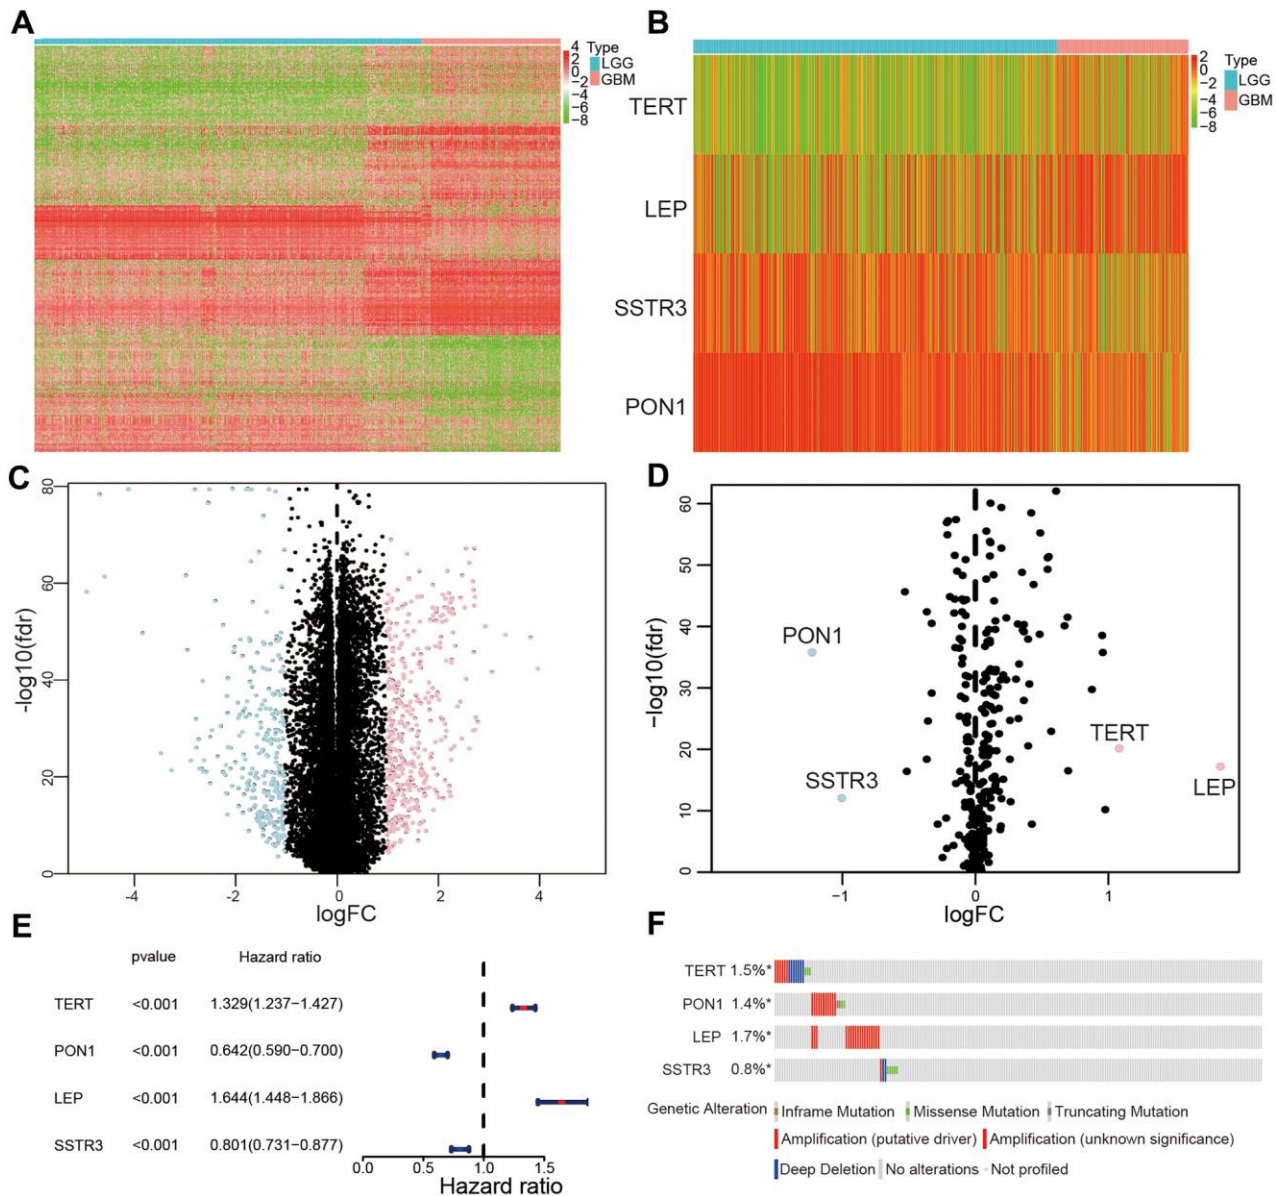 A
4
2
0
−2
−4
−6
−8
Type
LGG
GBM
B
TERT
LEP
SSTR3
PON1
2
0
−2
−4
−6
−8
Type
LGG
GBM
C
-log10(fdr)
80
60
40
20
0
-4
-2
0
2
4
logFC
D
−log10(fdr)
60
50
40
30
20
10
0
PON1
SSTR3
TERT
LEP
−1
0
1
logFC
E
pvalue Hazard ratio
TERT <0.001 1.329(1.237−1.427)
PON1 <0.001 0.642(0.590−0.700)
LEP <0.001 1.644(1.448−1.866)
SSTR3 <0.001 0.801(0.731−0.877)
0.0 0.5 1.0 1.5
Hazard ratio
F
TERT 1.5%*
PON1 1.4%*
LEP 1.7%*
SSTR3 0.8%*
Genetic Alteration Inframe Mutation Missense Mutation Truncating Mutation
Amplification (putative driver) Amplification (unknown significance)
Deep Deletion No alterations - Not profiled